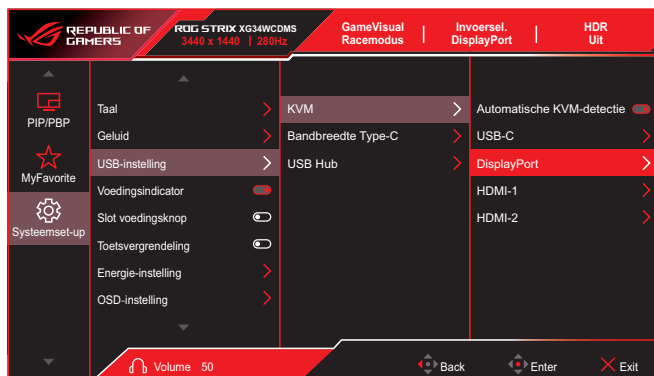 REPUBLIC OF
GAMERS
ROG STRIX XG34WCDMS
3440 x 1440 | 280Hz
GameVisual
Racemodus
Invoersel.
DisplayPort
HDR
Uit
PIP/PBP
MyFavorite
Systeemset-up
Taal
Geluid
USB-instelling
Voedingsindicator
Slot voedingsknop
Toetsvergrendeling
Energie-instelling
OSD-instelling
KVM
Bandbreedte Type-C
USB Hub
Automatische KVM-detectie
USB-C
DisplayPort
HDMI-1
HDMI-2
Volume 50
Back
Enter
Exit